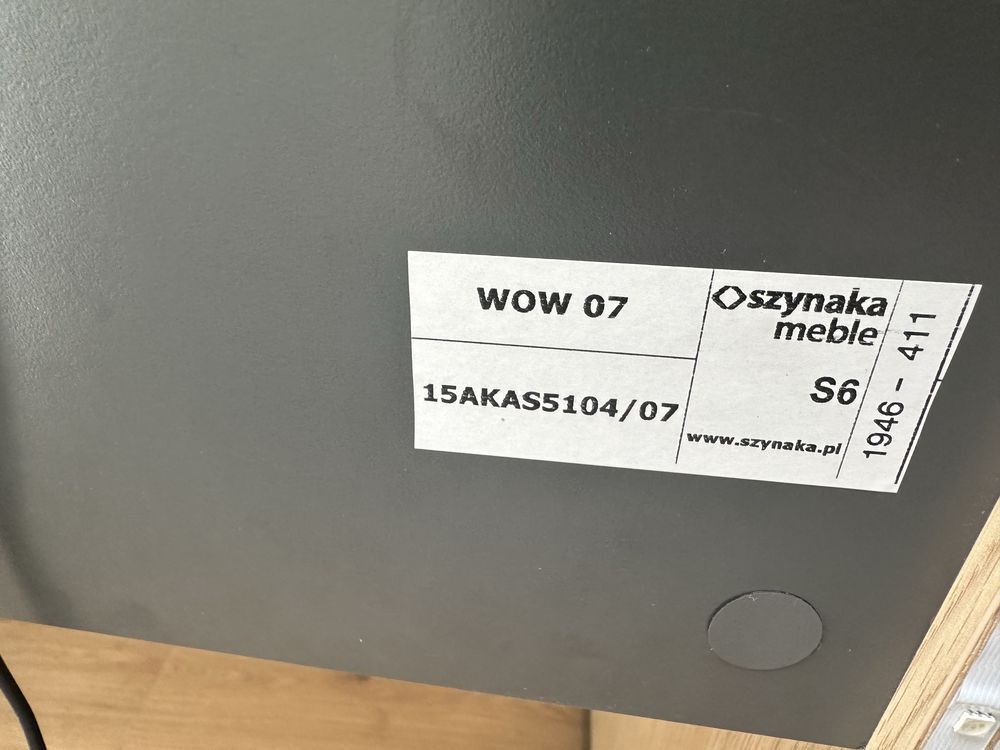 WOW 07
15AKAS5104/07
szynaka
meble
S6
www.szynaka.pl
1946 - 411